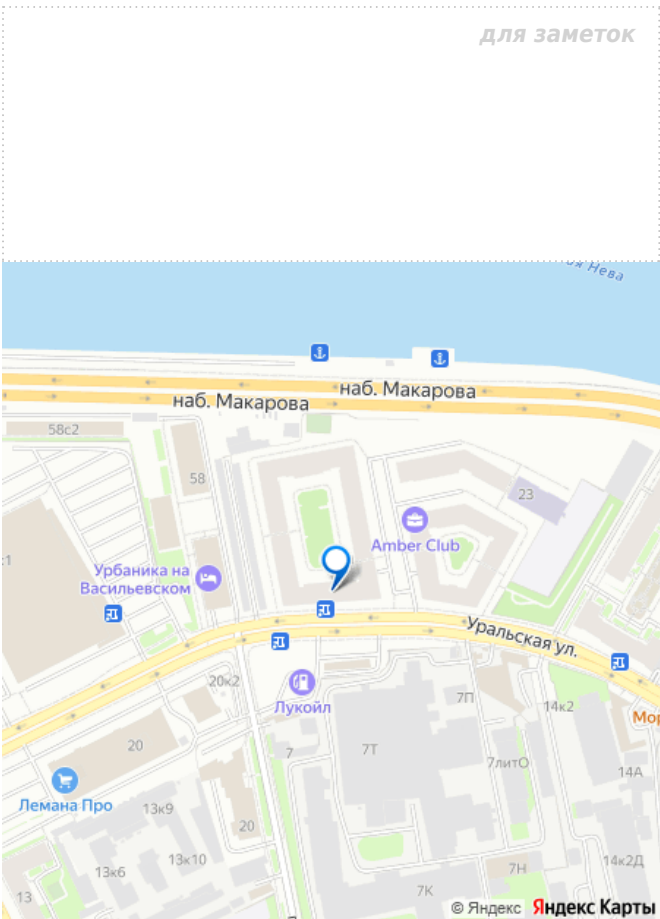 для заметок
Нева
наб. Макарова
наб. Макарова
58с2
58
23
Amber Club
Урбаника на
Васильевском
Уральская ул.
20к2
Лукойл
7П
14к2
Мор
20
7
7Т
7литО
14А
Лемана Про
13к9
20
13к10
13к6
7Н
14к2Д
13
7К
© Яндекс Яндекс Карты